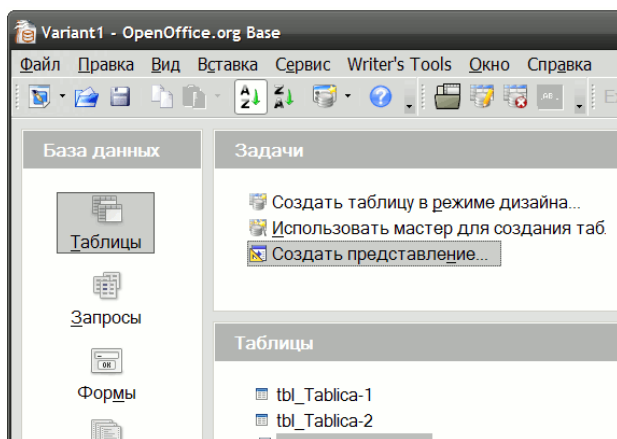 Variant1 - OpenOffice.org Base
Файл Правка Вид Вставка Сервис Writer's Tools Окно Справка
База данных
Задачи
Создать таблицу в режиме дизайна...
Использовать мастер для создания таб
Создать представление...
Таблицы
Запросы
Формы
Таблицы
tbl_Tablica-1
tbl_Tablica-2